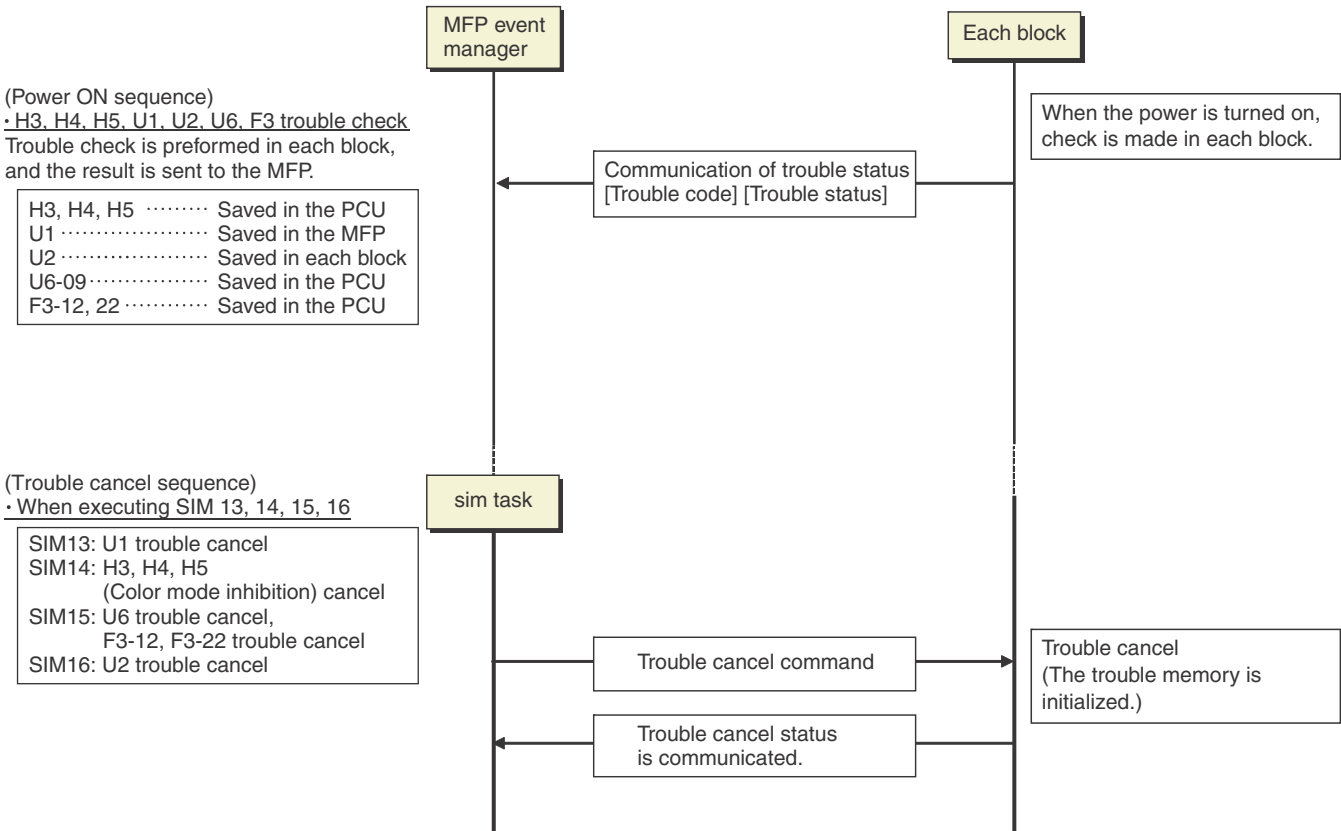 MFP event
manager
Each block
(Power ON sequence)
· H3, H4, H5, U1, U2, U6, F3 trouble check
Trouble check is preformed in each block,
and the result is sent to the MFP.
When the power is turned on,
check is made in each block.
Communication of trouble status
[Trouble code] [Trouble status]
H3, H4, H5 ········· Saved in the PCU
U1 ····················· Saved in the MFP
U2 ····················· Saved in each block
U6-09·················· Saved in the PCU
F3-12, 22 ············ Saved in the PCU
(Trouble cancel sequence)
· When executing SIM 13, 14, 15, 16
sim task
SIM13: U1 trouble cancel
SIM14: H3, H4, H5
(Color mode inhibition) cancel
SIM15: U6 trouble cancel,
F3-12, F3-22 trouble cancel
SIM16: U2 trouble cancel
Trouble cancel command
Trouble cancel
(The trouble memory is
initialized.)
Trouble cancel status
is communicated.